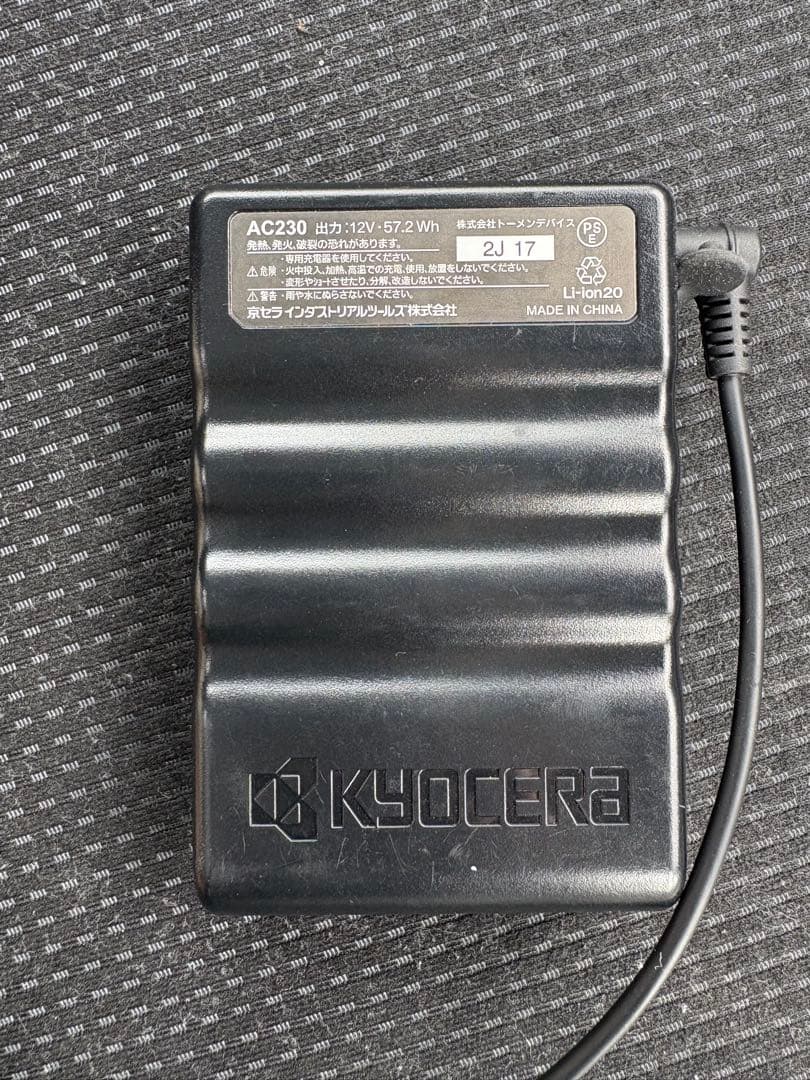 AC230 出力:12V・57.2 Wh
株式会社トーメンデバイス
PS
E
発熱、発火、破裂の恐れがあります。
2J 17
⚠危険
・専用充電器を使用してください。
・火中投入、加熱、高温での充電、使用、放置をしないでください。
・変形やショートさせたり、分解、改造しないでください。
⚠警告・雨や水にぬらさないでください。
Li-ion20
京セラインダストリアルツールズ株式会社
MADE IN CHINA
KYOCERA